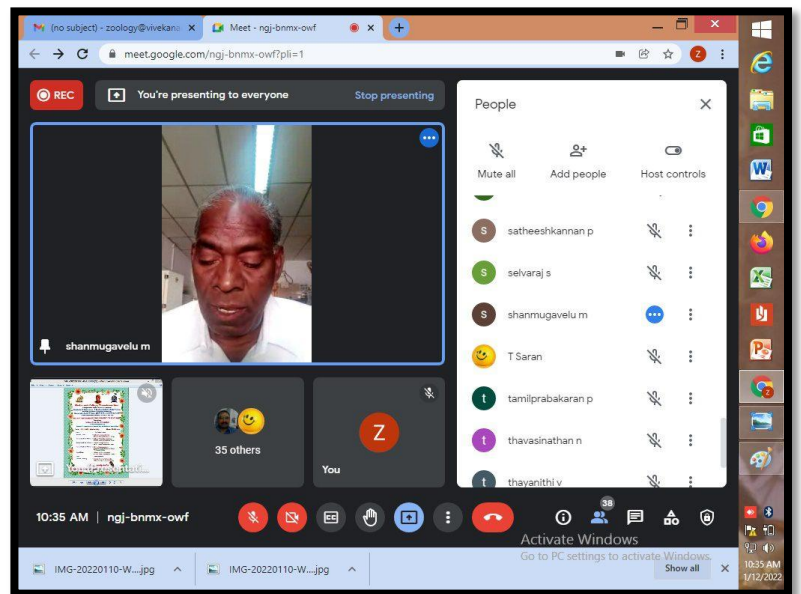 (no subject) - zoology@vivekana
Meet - ngj-bnmx-owf
meet.google.com/ngj-bnmx-owf?pli=1
Z
REC
You're presenting to everyone
Stop presenting
shanmugavelu m
35 others
Z
You
People
Mute all
Add people
Host controls
s satheeshkannan p
s selvaraj s
s shanmugavelu m
T Saran
t tamilprabakaran p
t thavasinathan n
t thayanithi v
10:35 AM | ngj-bnmx-owf
CC
38
Activate Windows
Go to PC settings to activate Windows.
IMG-20220110-W....jpg
IMG-20220110-W....jpg
Show all
10:35 AM
1/12/2022